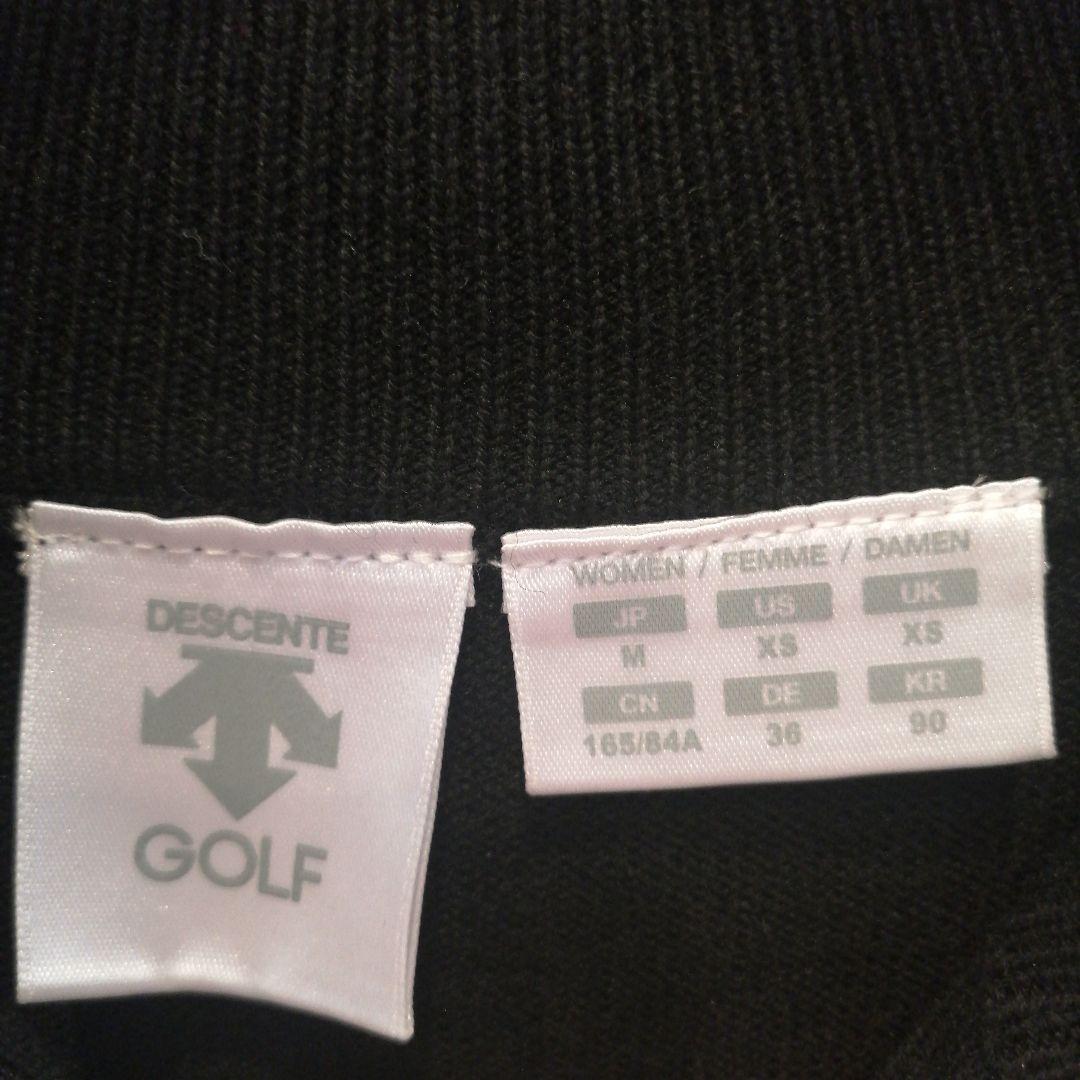 DESCENTE
GOLF
WOMEN / FEMME / DAMEN
JP US UK
M XS XS
CN DE KR
165/84A 36 90